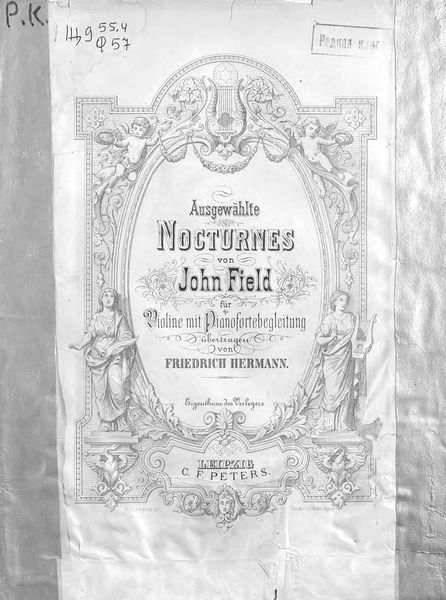 Р.К.
Щ9 55.4
Ф57
Редкая книга
Ausgewählte
NOCTURNES
von
John Field
für
Violine mit Pianofortebegleitung
übertragen
von
FRIEDRICH HERMANN.
Eigenthum des Verlegers.
LEIPZIG
C. F. PETERS.